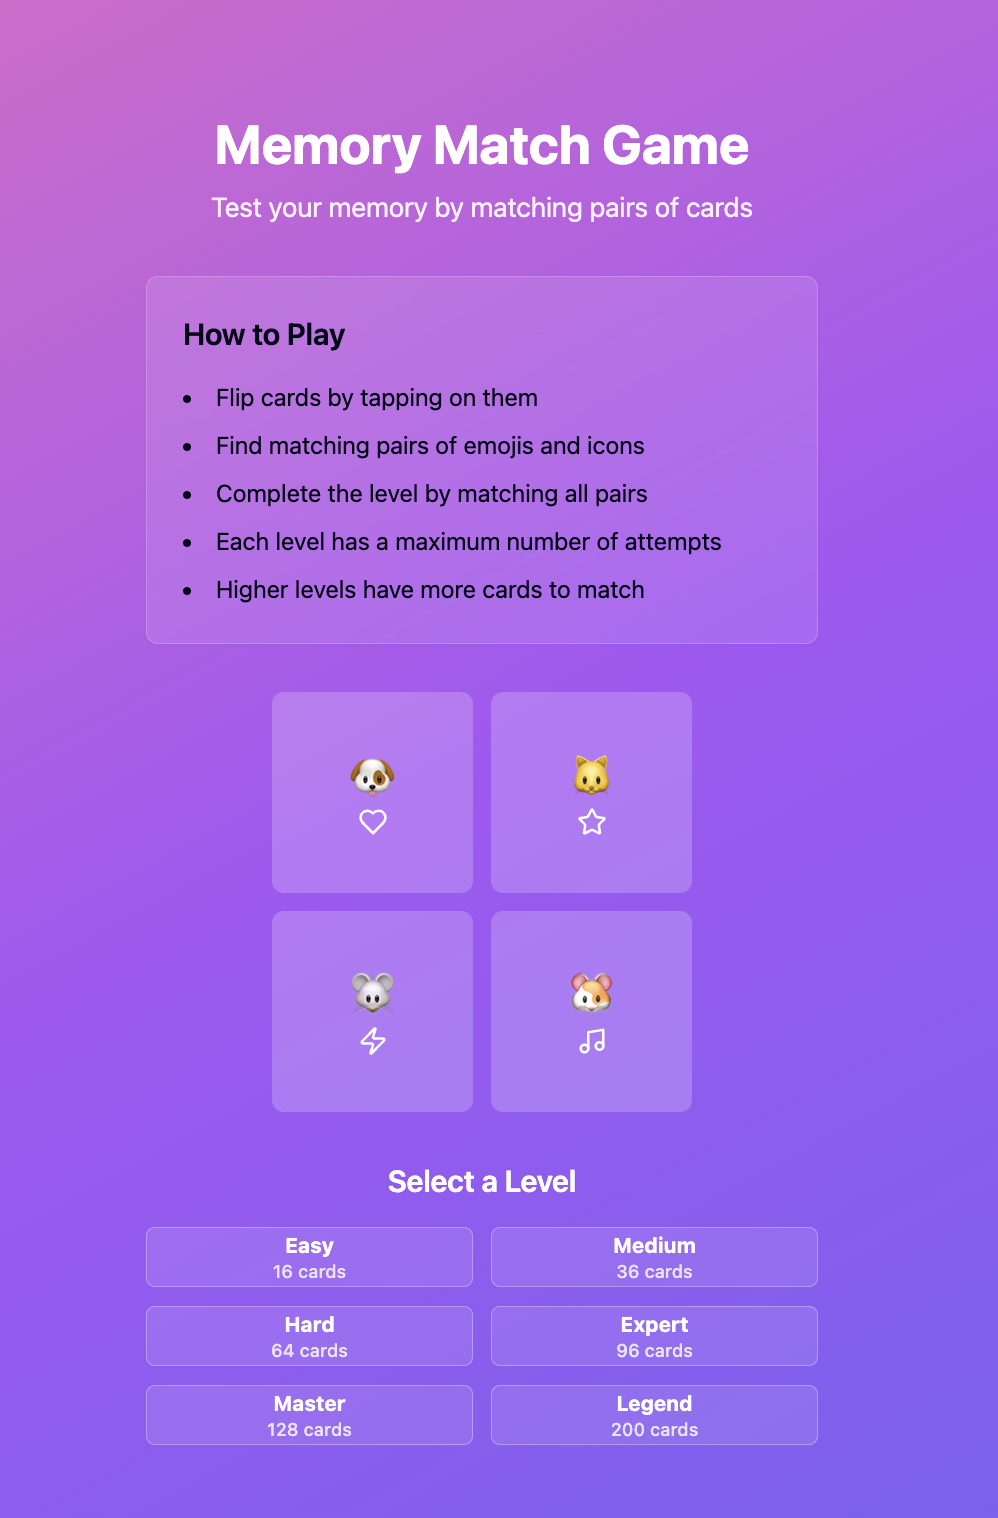 Memory Match Game
Test your memory by matching pairs of cards
How to Play
• Flip cards by tapping on them
• Find matching pairs of emojis and icons
• Complete the level by matching all pairs
• Each level has a maximum number of attempts
• Higher levels have more cards to match
Select a Level
Easy
16 cards
Medium
36 cards
Hard
64 cards
Expert
96 cards
Master
128 cards
Legend
200 cards